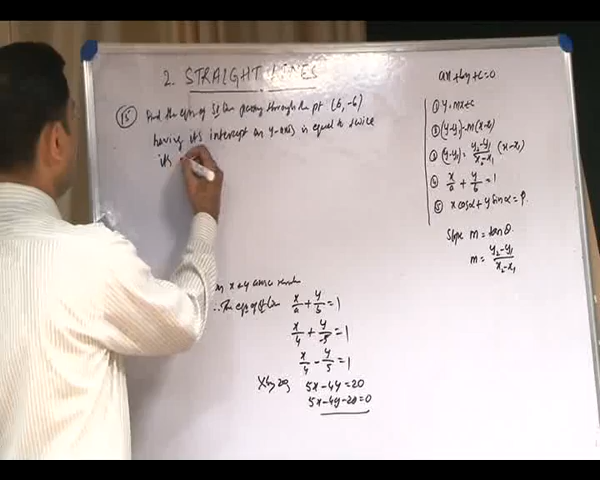 2. STRAIGHT LINES
(15) Find the eqn of St line passing through the pt (6, -6)
having its intercept on y-axis is equal to twice
its
x & y axis
∴ The eqn of St line x/a + y/b = 1
x/4 + y/-5 = 1
x/4 - y/5 = 1
X by 20, 5x-4y=20
5x-4y-20=0
ax+by+c=0
① y=mx+c
② (y-y₁)=m(x-x₁)
③ (y-y₁)= y₂-y₁/x₂-x₁ (x-x₁)
④ x/a + y/b = 1
⑤ x cosα + y sinα = p.
Slope m = tanθ
m = y₂-y₁/x₂-x₁